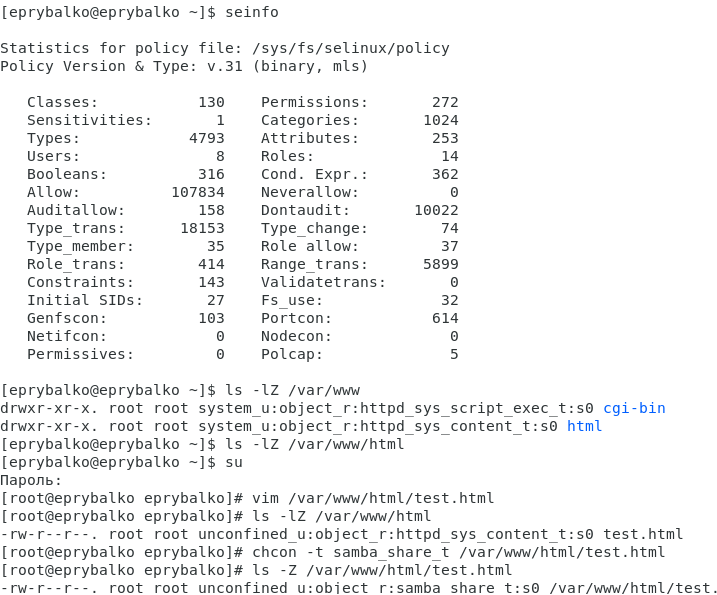 [eprybalko@eprybalko ~]$ seinfo
Statistics for policy file: /sys/fs/selinux/policy
Policy Version & Type: v.31 (binary, mls)
Classes: 130 Permissions: 272
Sensitivities: 1 Categories: 1024
Types: 4793 Attributes: 253
Users: 8 Roles: 14
Booleans: 316 Cond. Expr.: 362
Allow: 107834 Neverallow: 0
Auditallow: 158 Dontaudit: 10022
Type_trans: 18153 Type_change: 74
Type_member: 35 Role allow: 37
Role_trans: 414 Range_trans: 5899
Constraints: 143 Validatetrans: 0
Initial SIDs: 27 Fs_use: 32
Genfscon: 103 Portcon: 614
Netifcon: 0 Nodecon: 0
Permissives: 0 Polcap: 5
[eprybalko@eprybalko ~]$ ls -lZ /var/www
drwxr-xr-x. root root system_u:object_r:httpd_sys_script_exec_t:s0 cgi-bin
drwxr-xr-x. root root system_u:object_r:httpd_sys_content_t:s0 html
[eprybalko@eprybalko ~]$ ls -lZ /var/www/html
[eprybalko@eprybalko ~]$ su
Пароль:
[root@eprybalko eprybalko]# vim /var/www/html/test.html
[root@eprybalko eprybalko]# ls -lZ /var/www/html
-rw-r--r--. root root unconfined_u:object_r:httpd_sys_content_t:s0 test.html
[root@eprybalko eprybalko]# chcon -t samba_share_t /var/www/html/test.html
[root@eprybalko eprybalko]# ls -Z /var/www/html/test.html
-rw-r--r--. root root unconfined_u:object_r:samba_share_t:s0 /var/www/html/test.